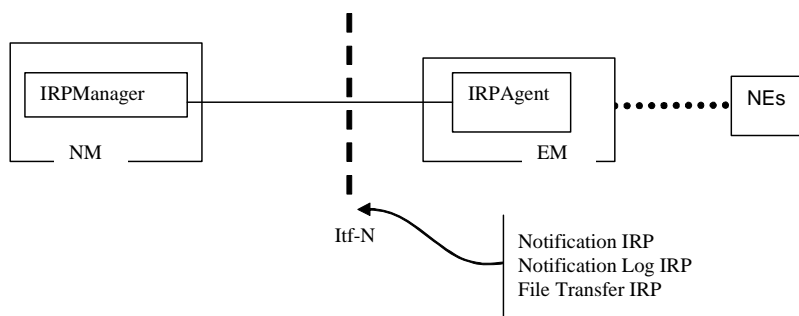 IRPManager
NM
IRPAgent
EM
NEs
Itf-N
Notification IRP
Notification Log IRP
File Transfer IRP